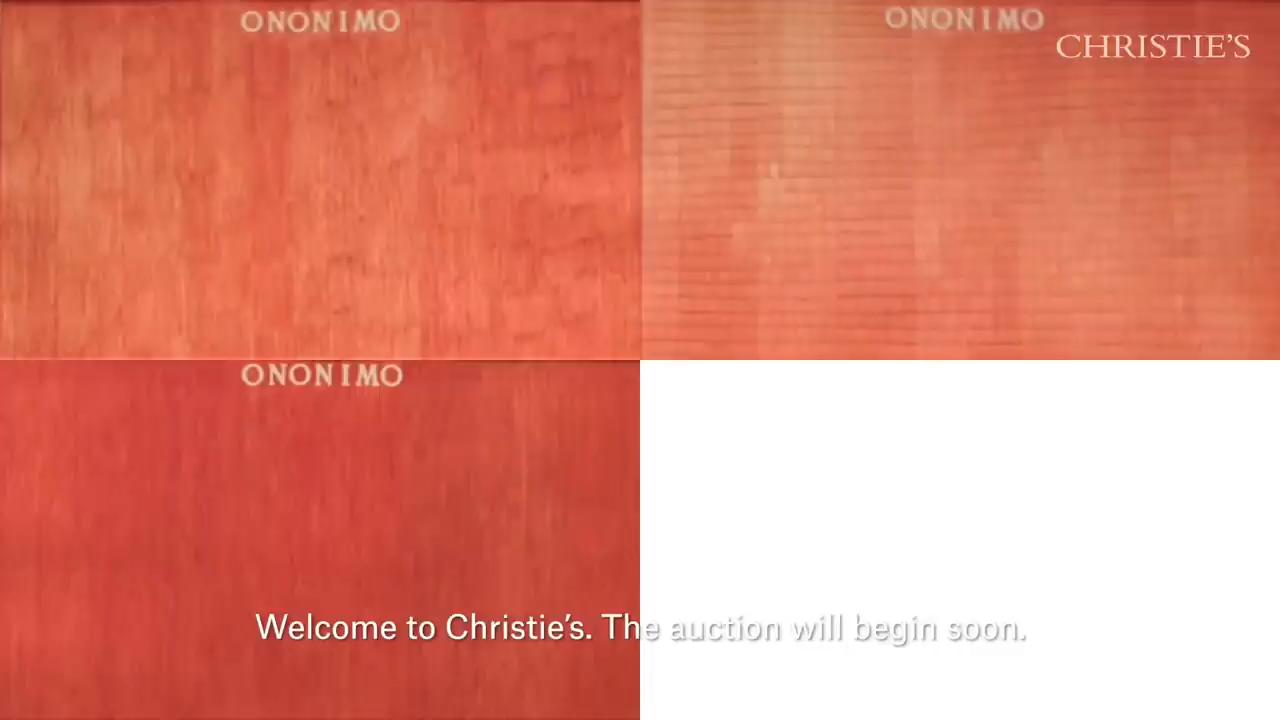 ONONIMO
ONONIMO
CHRISTIE'S
ONONIMO
Welcome to Christie's. The auction will begin soon.